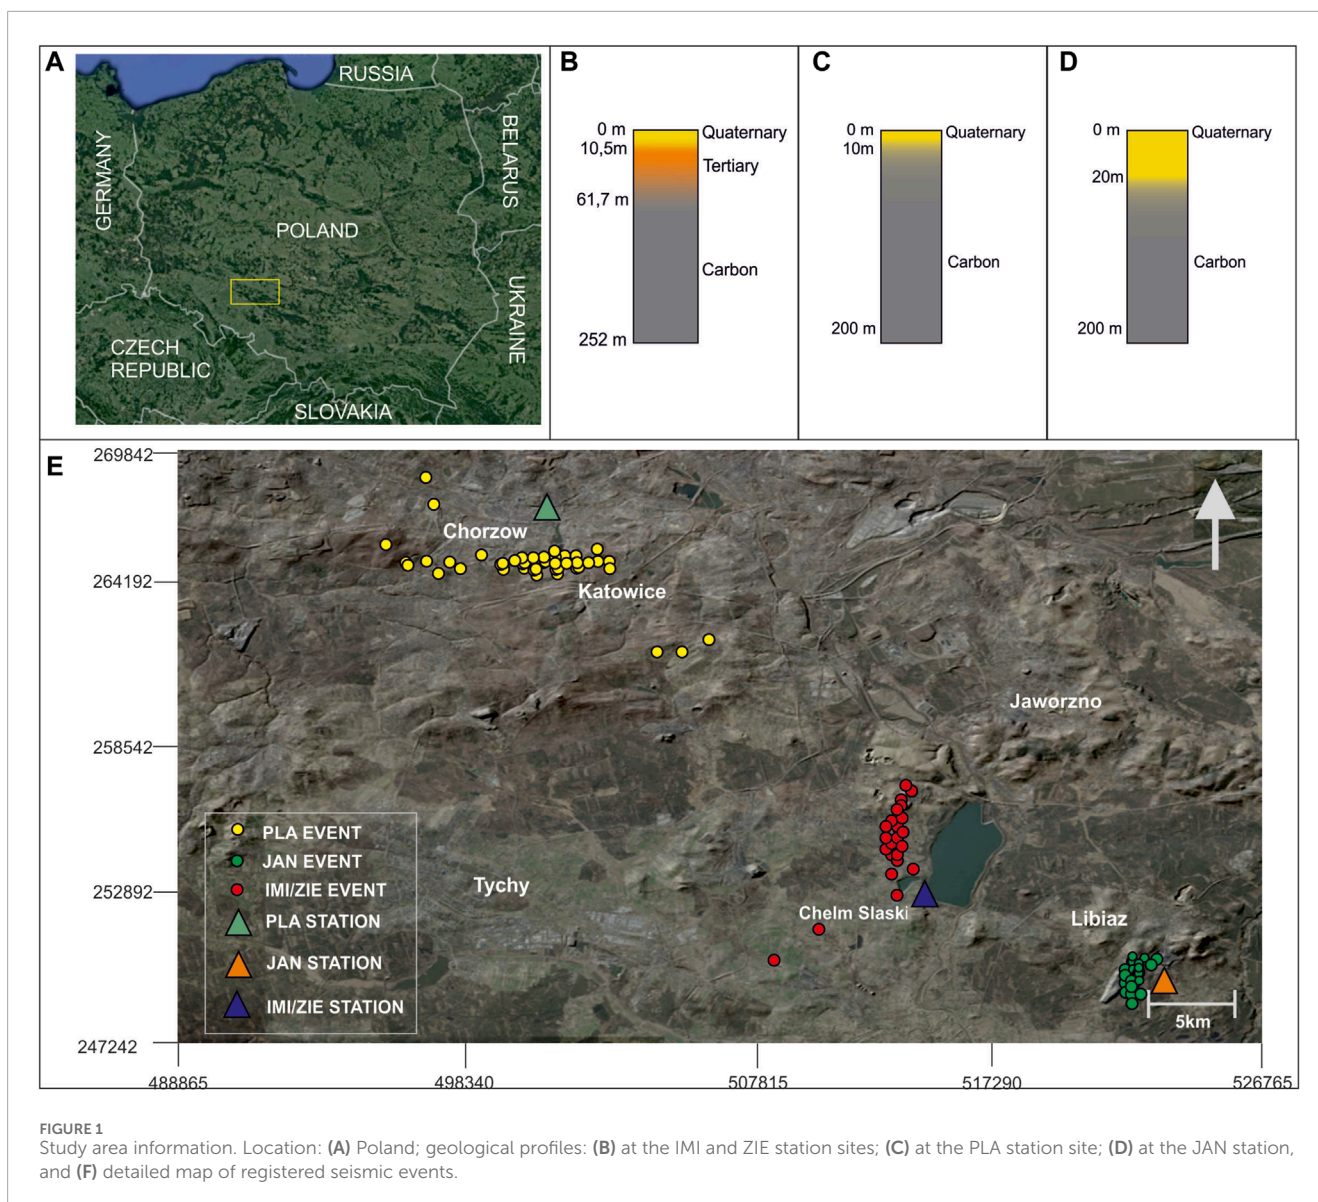 A
RUSSIA
GERMANY
BELARUS
POLAND
UKRAINE
CZECH
REPUBLIC
SLOVAKIA
B
0 m
Quaternary
10,5m
Tertiary
61,7 m
Carbon
252 m
C
0 m
Quaternary
10m
Carbon
200 m
D
0 m
Quaternary
20m
Carbon
200 m
E
269842
264192
258542
252892
247242
488865
498340
507815
517290
526765
Chorzow
Katowice
Jaworzno
Tychy
Chelm Slaski
Libiaz
5km
PLA EVENT
JAN EVENT
IMI/ZIE EVENT
PLA STATION
JAN STATION
IMI/ZIE STATION
FIGURE 1
Study area information. Location: (A) Poland; geological profiles: (B) at the IMI and ZIE station sites; (C) at the PLA station site; (D) at the JAN station,
and (F) detailed map of registered seismic events.